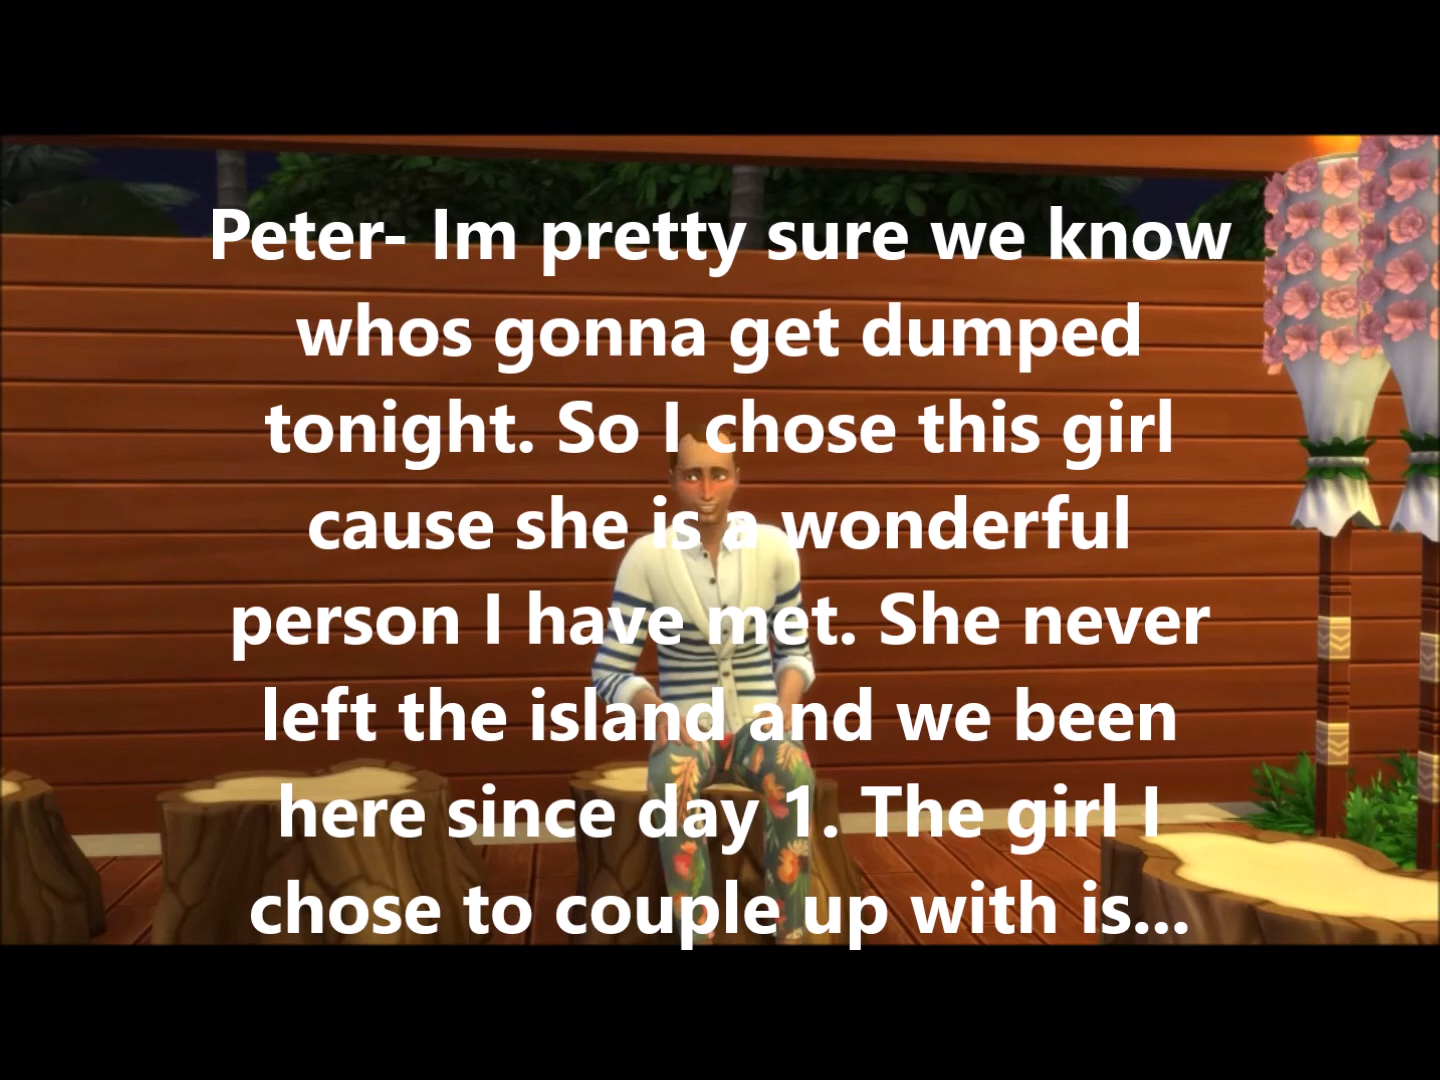 Peter- Im pretty sure we know
whos gonna get dumped
tonight. So I chose this girl
cause she is a wonderful
person I have met. She never
left the island and we been
here since day 1. The girl I
chose to couple up with is...